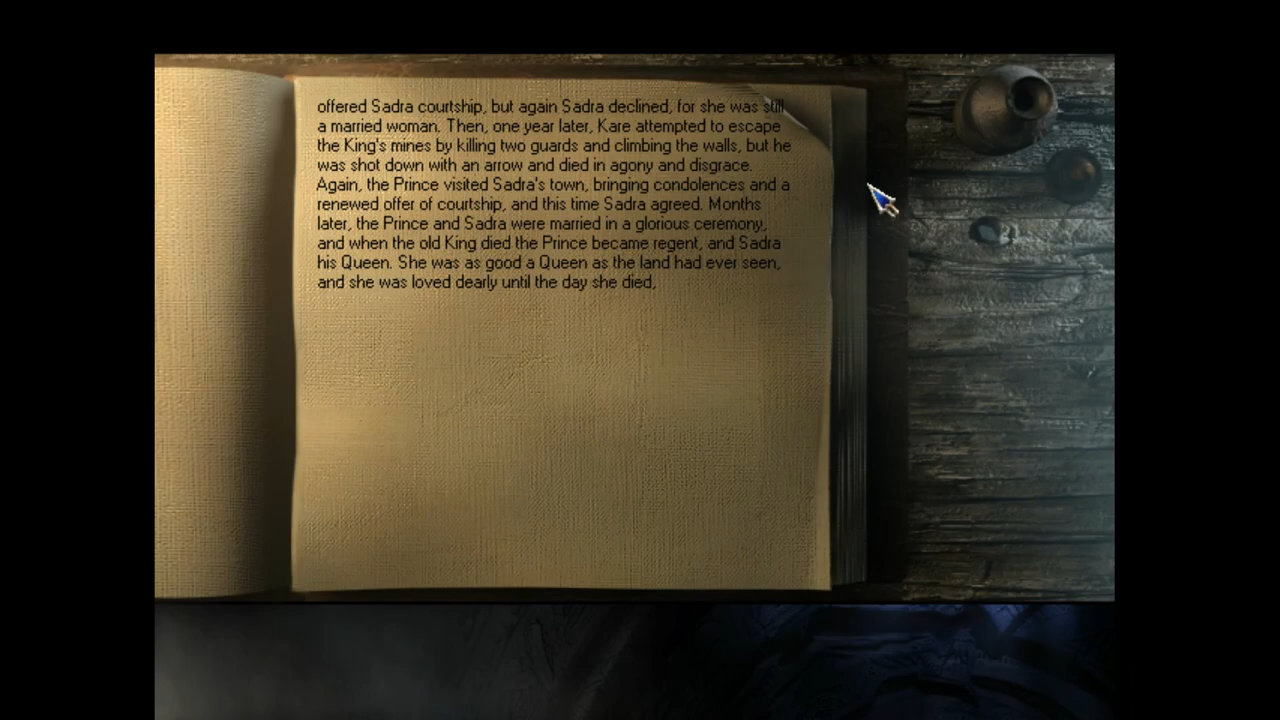 offered Sadra courtship, but again Sadra declined, for she was still
a married woman. Then, one year later, Kare attempted to escape
the King's mines by killing two guards and climbing the walls, but he
was shot down with an arrow and died in agony and disgrace.
Again, the Prince visited Sadra's town, bringing condolences and a
renewed offer of courtship, and this time Sadra agreed. Months
later, the Prince and Sadra were married in a glorious ceremony,
and when the old King died the Prince became regent, and Sadra
his Queen. She was as good a Queen as the land had ever seen,
and she was loved dearly until the day she died,